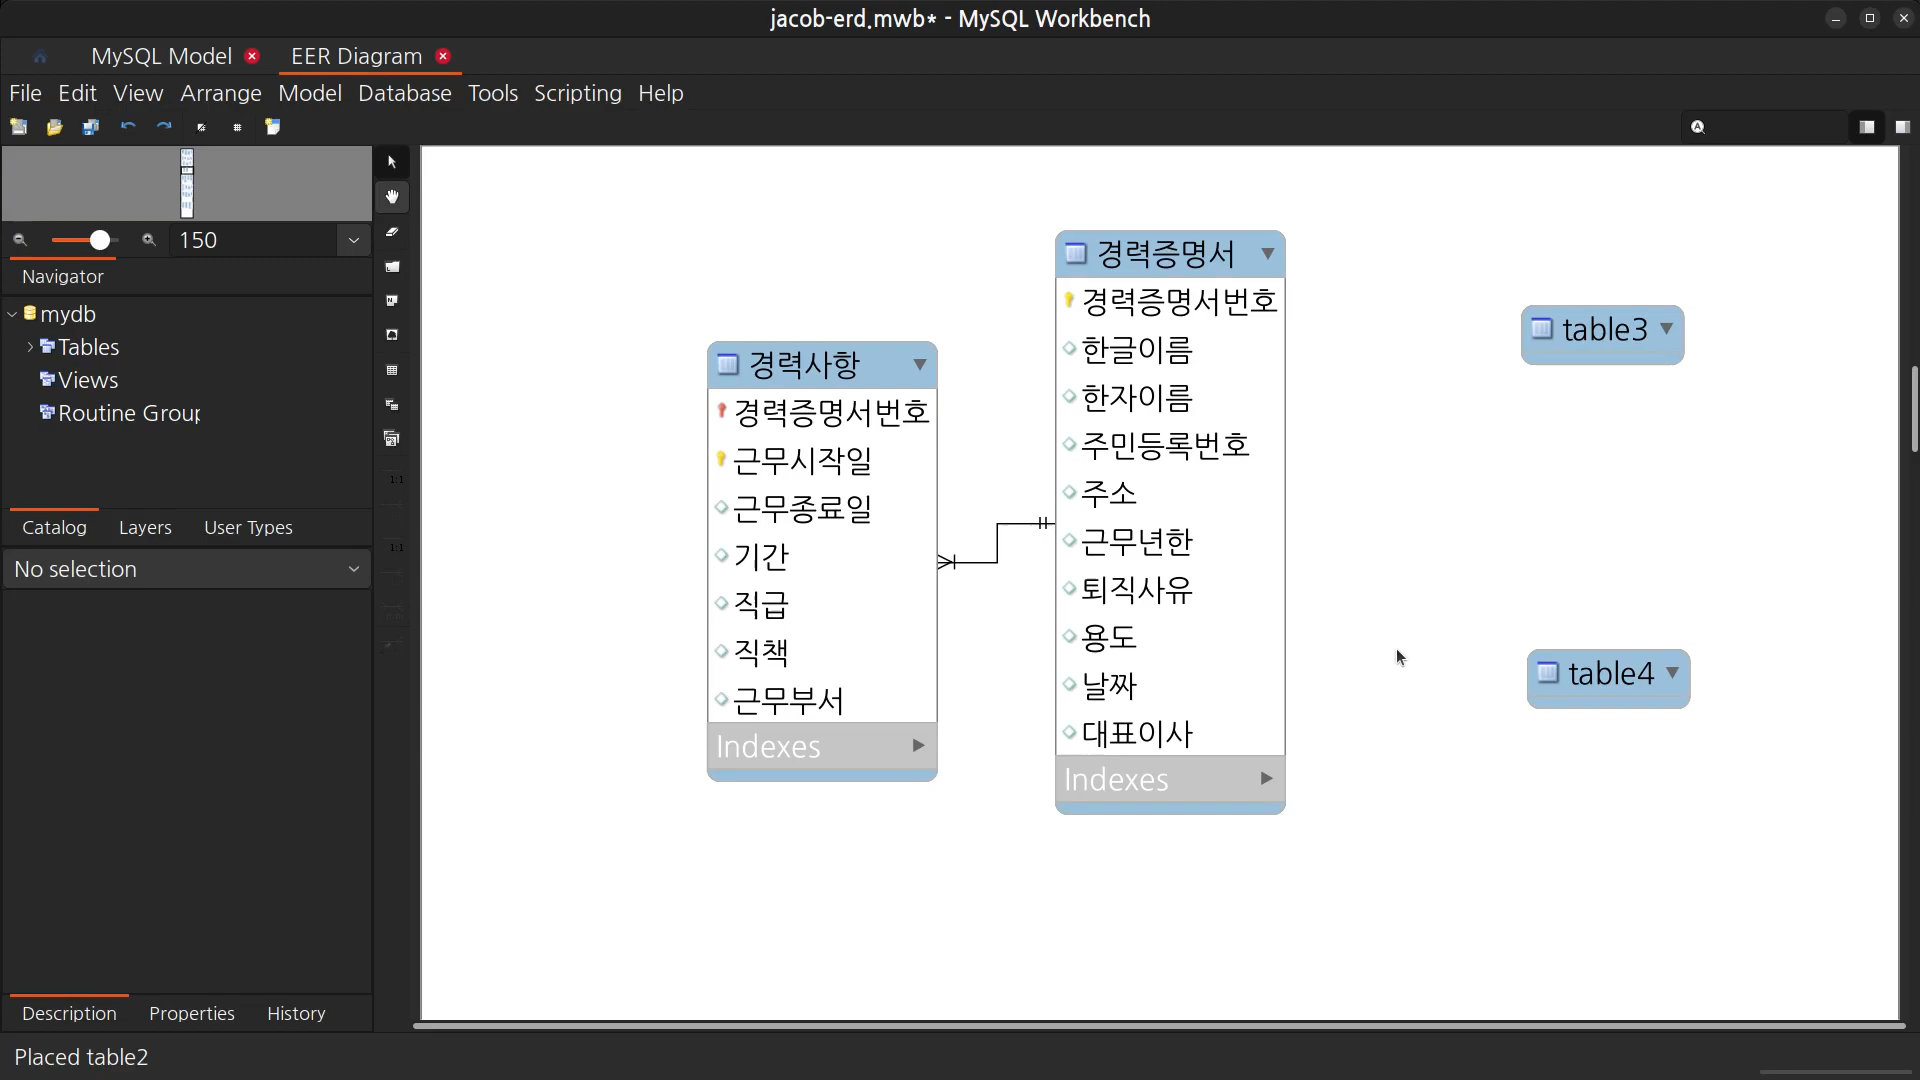 jacob-erd.mwb* - MySQL Workbench
MySQL Model
EER Diagram
File Edit View Arrange Model Database Tools Scripting Help
150
Navigator
mydb
Tables
Views
Routine Group
Catalog Layers User Types
No selection
Description Properties History
Placed table2
1:1
1:1
경력사항
경력증명서번호
근무시작일
근무종료일
기간
직급
직책
근무부서
Indexes
경력증명서
경력증명서번호
한글이름
한자이름
주민등록번호
주소
근무년한
퇴직사유
용도
날짜
대표이사
Indexes
table3
table4